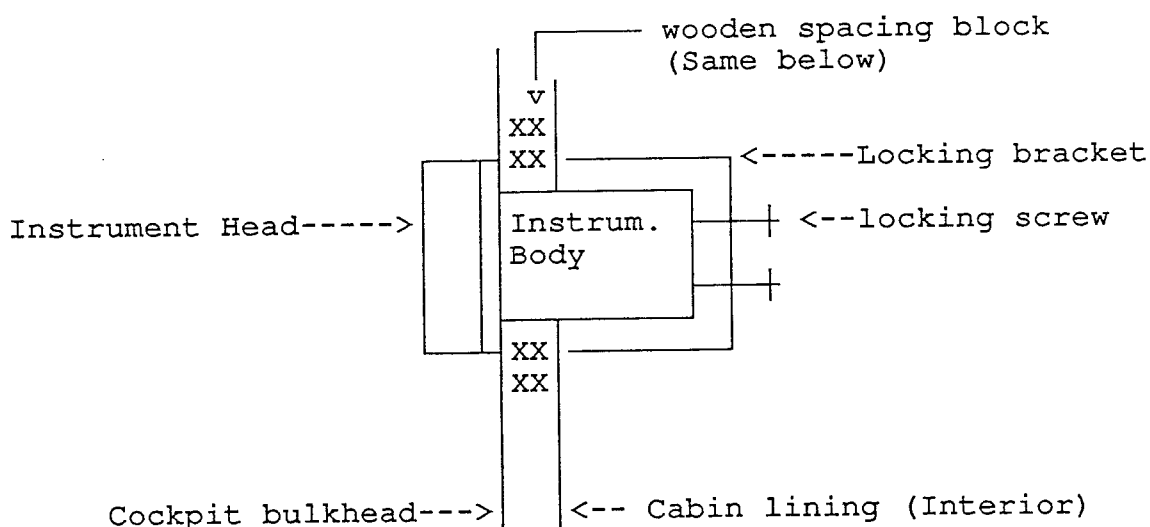 wooden spacing block
(Same below)
v
XX
XX
<-----Locking bracket
Instrument Head----->
Instrum.
Body
<--locking screw
XX
XX
Cockpit bulkhead--->
<-- Cabin lining (Interior)